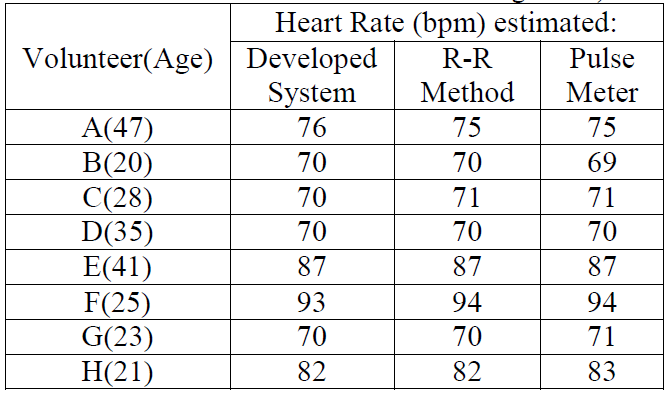 Heart Rate (bpm) estimated:
Volunteer(Age) Developed System R-R Method Pulse Meter
A(47) 76 75 75
B(20) 70 70 69
C(28) 70 71 71
D(35) 70 70 70
E(41) 87 87 87
F(25) 93 94 94
G(23) 70 70 71
H(21) 82 82 83